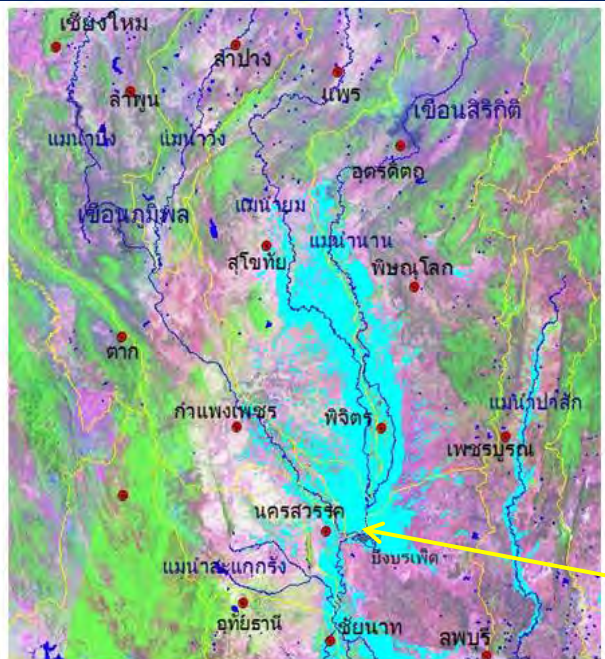 เชียงใหม่
ลำปาง
แพร่
ลำพูน
เขื่อนสิริกิติ์
แม่น้ำปิง
แม่น้ำวัง
อุตรดิตถ์
เขื่อนภูมิพล
แม่น้ำยม
แม่น้ำน่าน
สุโขทัย
พิษณุโลก
ตาก
แม่น้ำป่าสัก
กำแพงเพชร
พิจิตร
เพชรบูรณ์
นครสวรรค์
บึงบรเพ็ด
แม่น้ำสะแกกรัง
อุทัยธานี
ชัยนาท
ลพบุรี